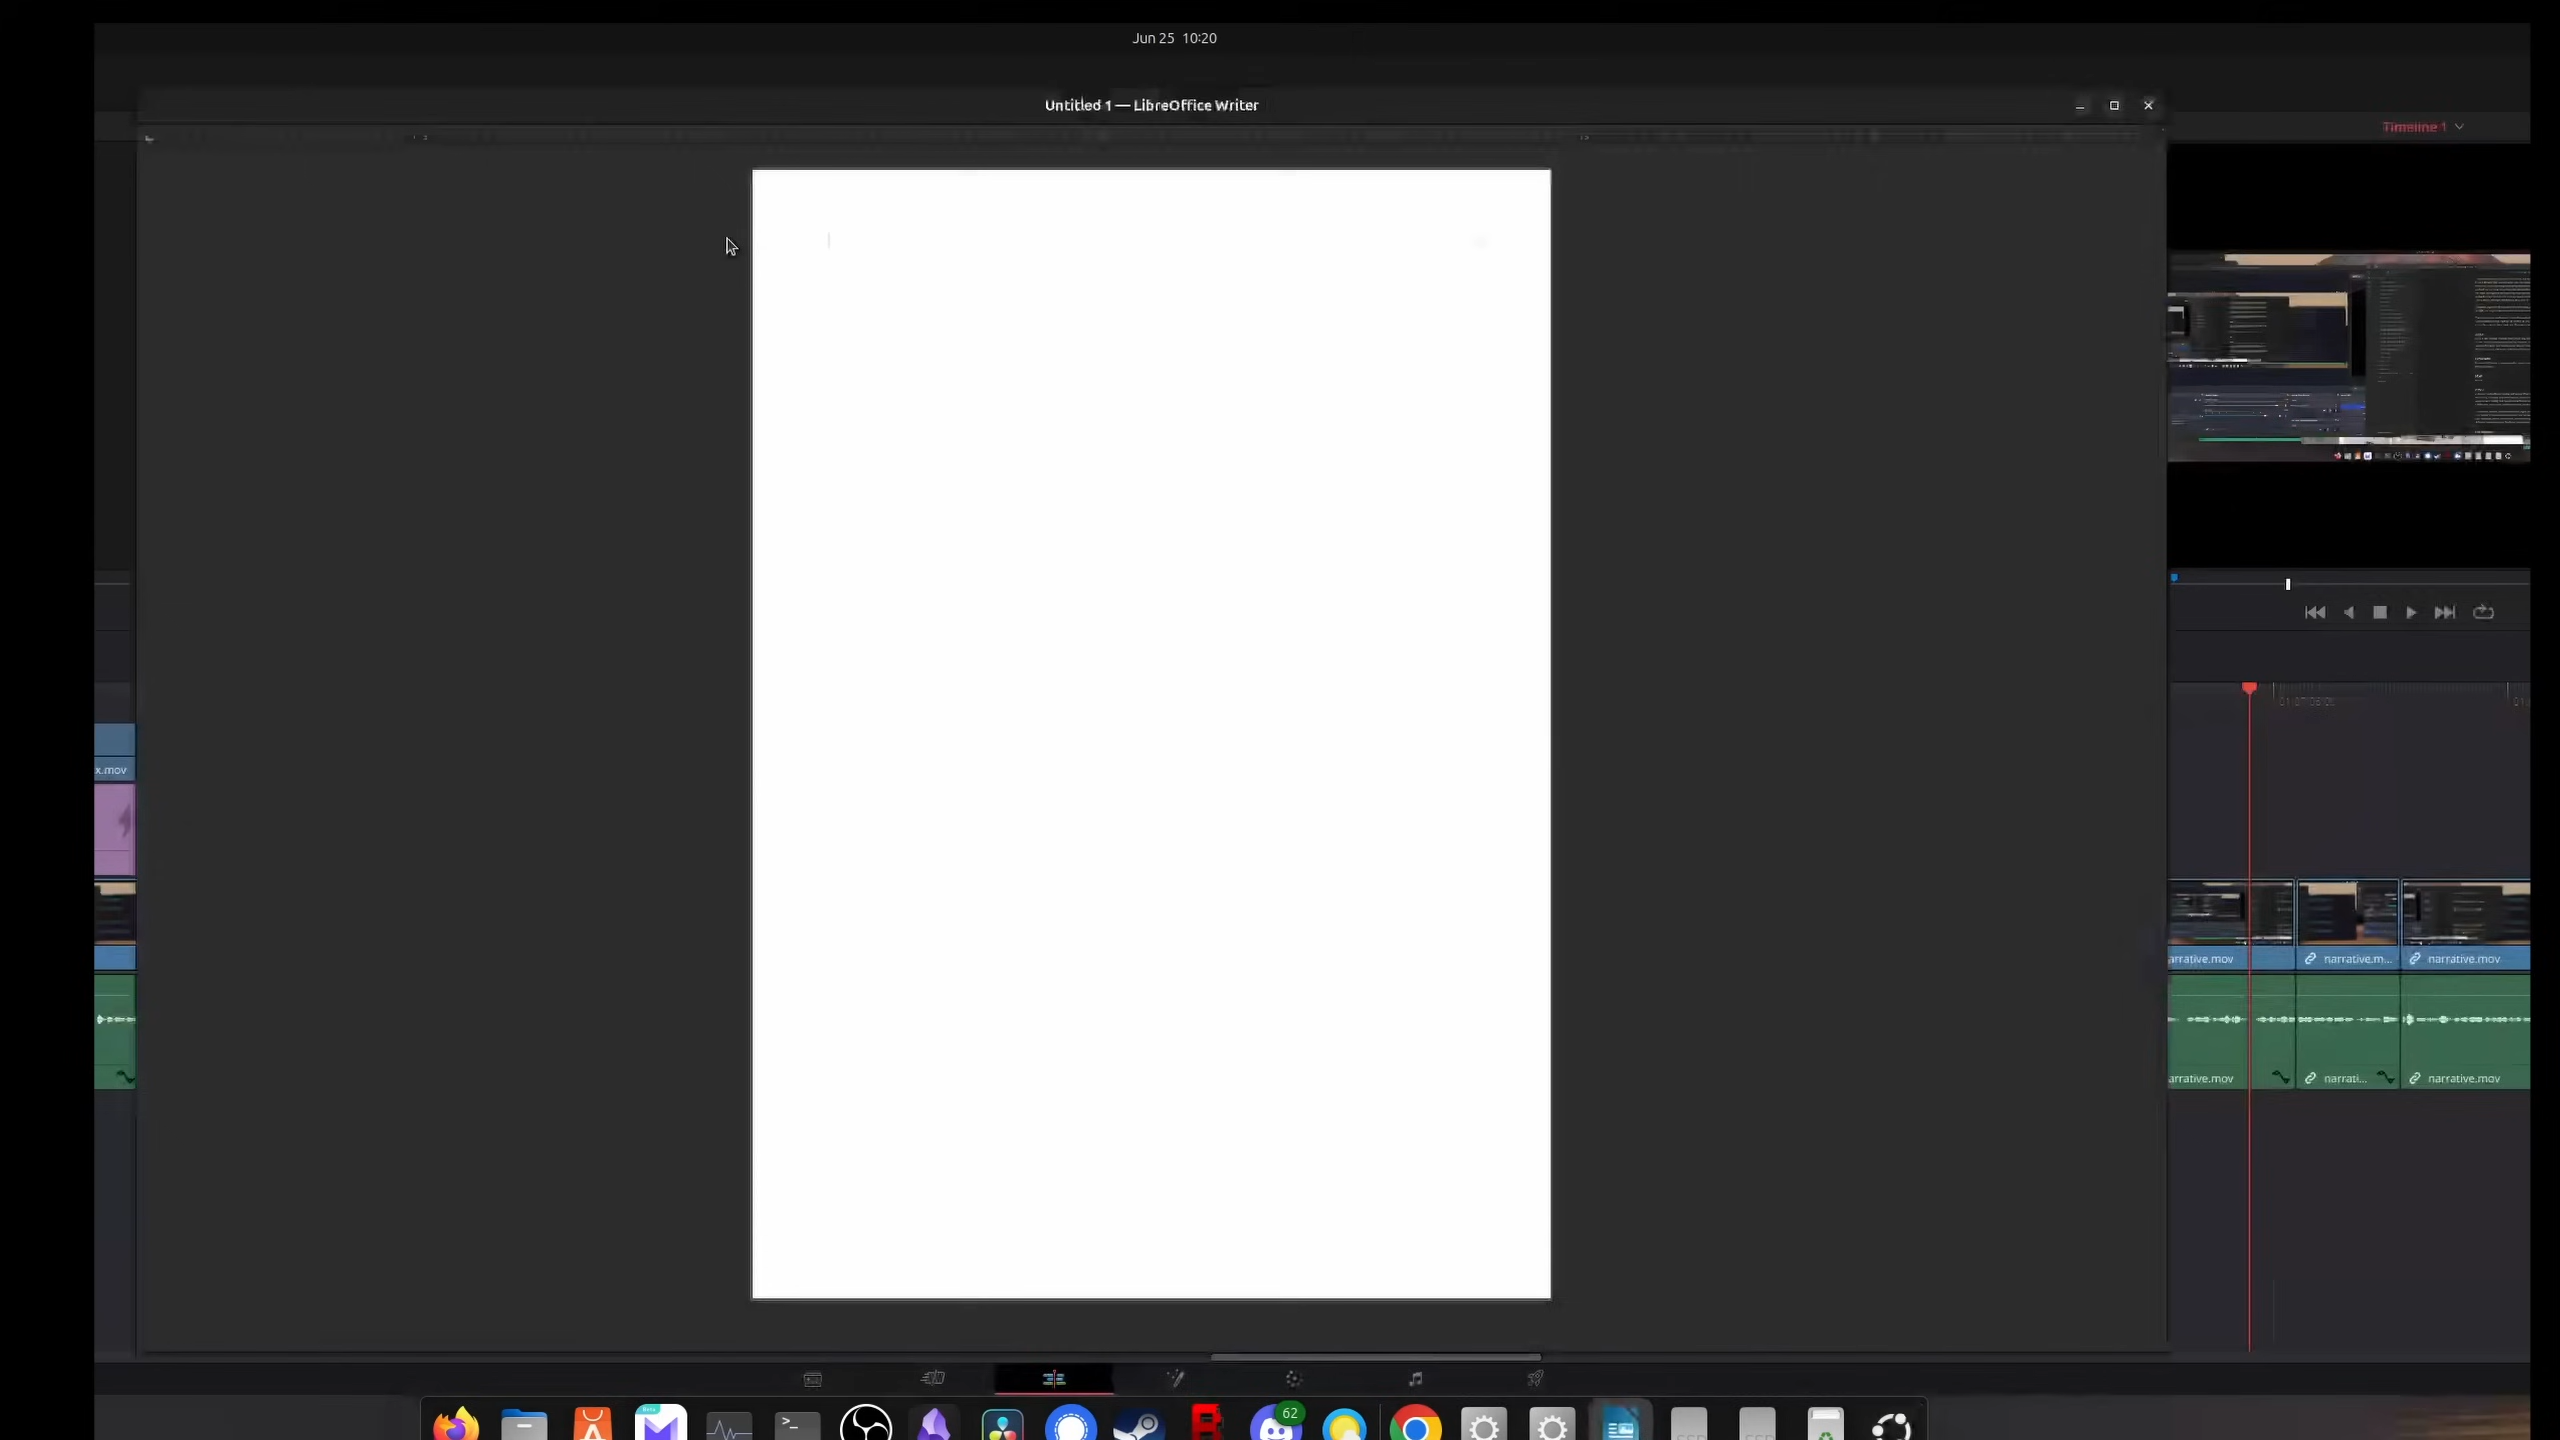 Jun 25 10:20
Untitled 1 — LibreOffice Writer
Timeline 1
x.mov
arrative.mov
narrative.m...
narrative.mov
arrative.mov
narrati...
narrative.mov
62